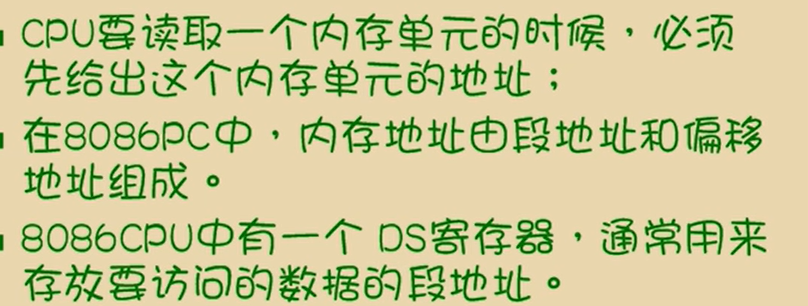 CPU要读取一个内存单元的时候，必须
先给出这个内存单元的地址；
在8086PC中，内存地址由段地址和偏移
地址组成。
8086CPU中有一个 DS寄存器，通常用来
存放要访问的数据的段地址。